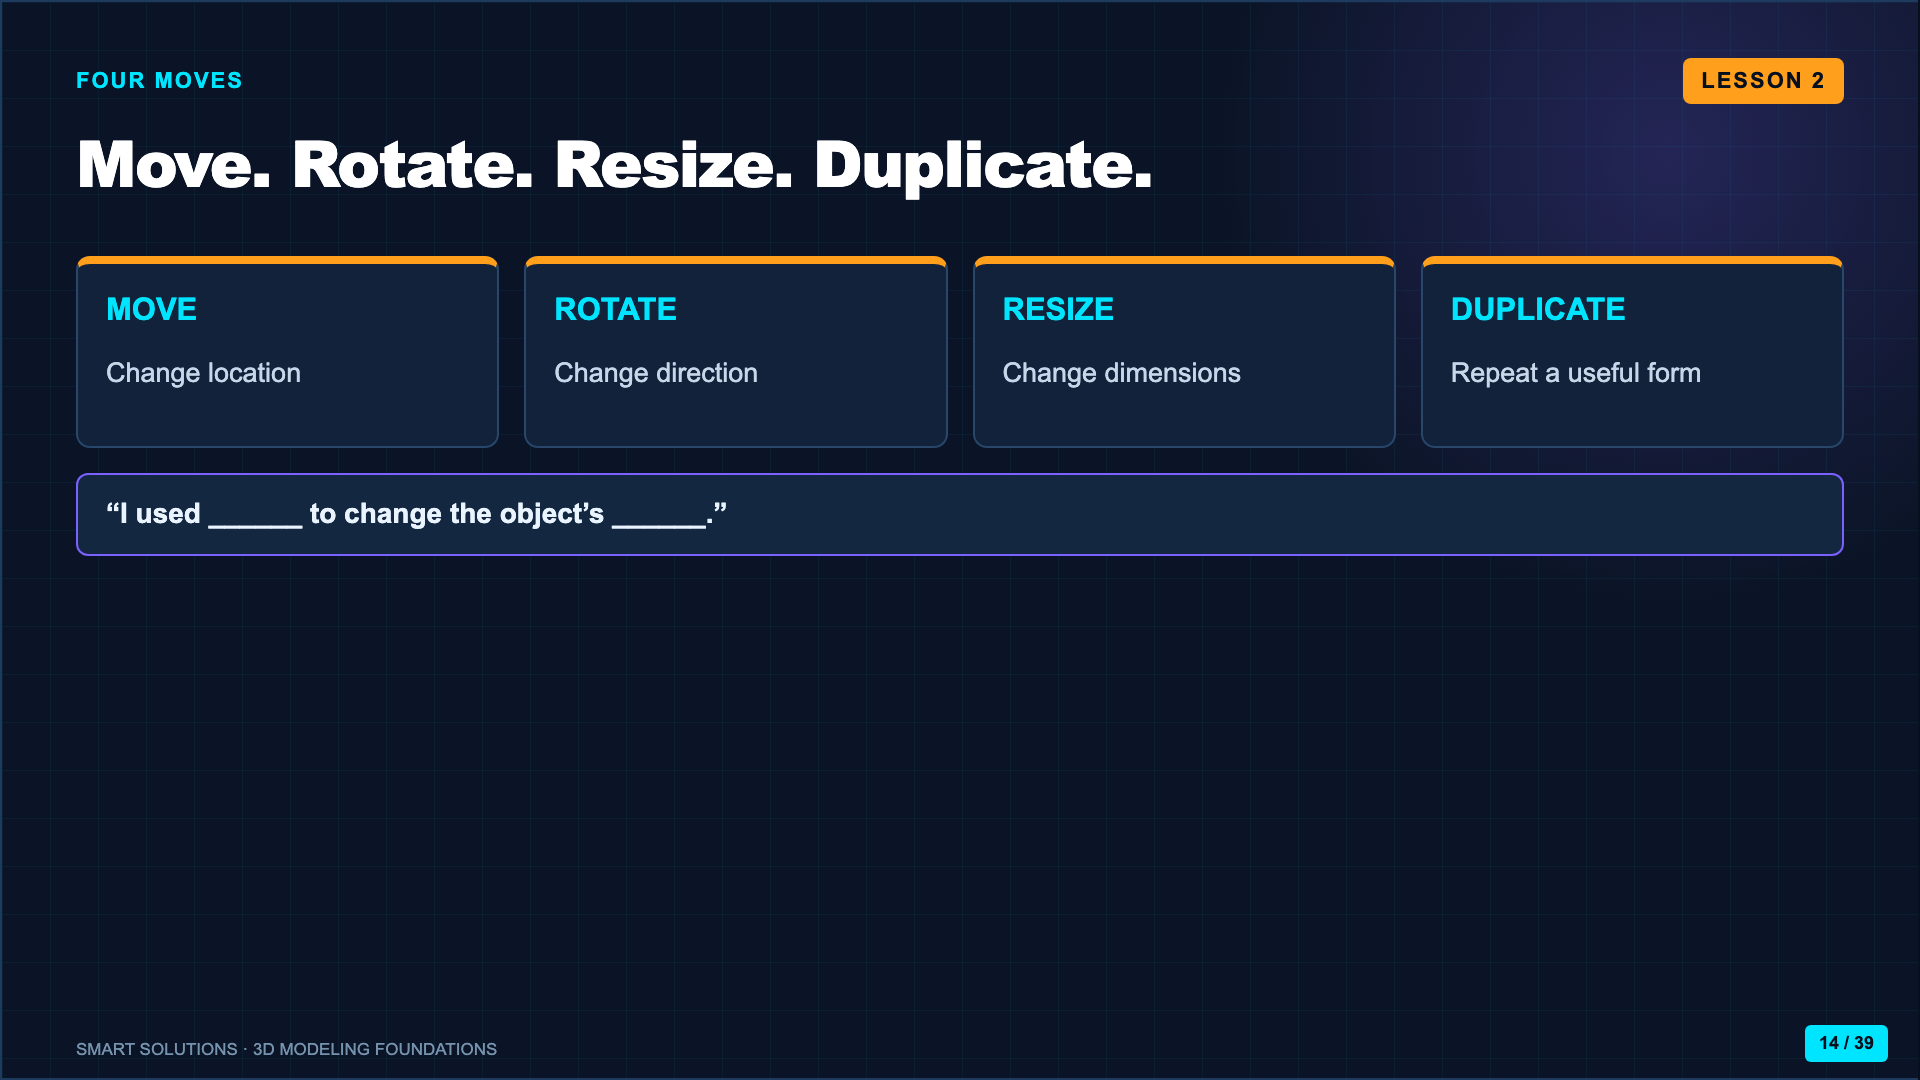 FOUR MOVES
LESSON 2
Move. Rotate. Resize. Duplicate.
MOVE
Change location
ROTATE
Change direction
RESIZE
Change dimensions
DUPLICATE
Repeat a useful form
“I used ______ to change the object’s ______.”
SMART SOLUTIONS · 3D MODELING FOUNDATIONS
14 / 39